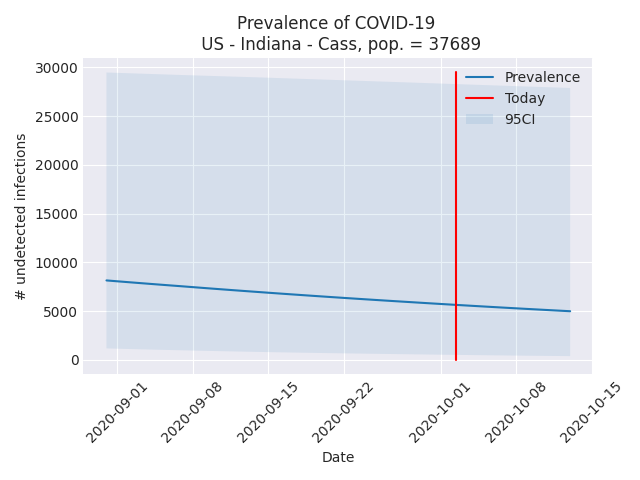 Prevalence of COVID-19
US - Indiana - Cass, pop. = 37689
30000
25000
20000
15000
10000
5000
0
# undetected infections
Prevalence
Today
95CI
2020-09-01
2020-09-08
2020-09-15
2020-09-22
2020-10-01
2020-10-08
2020-10-15
Date